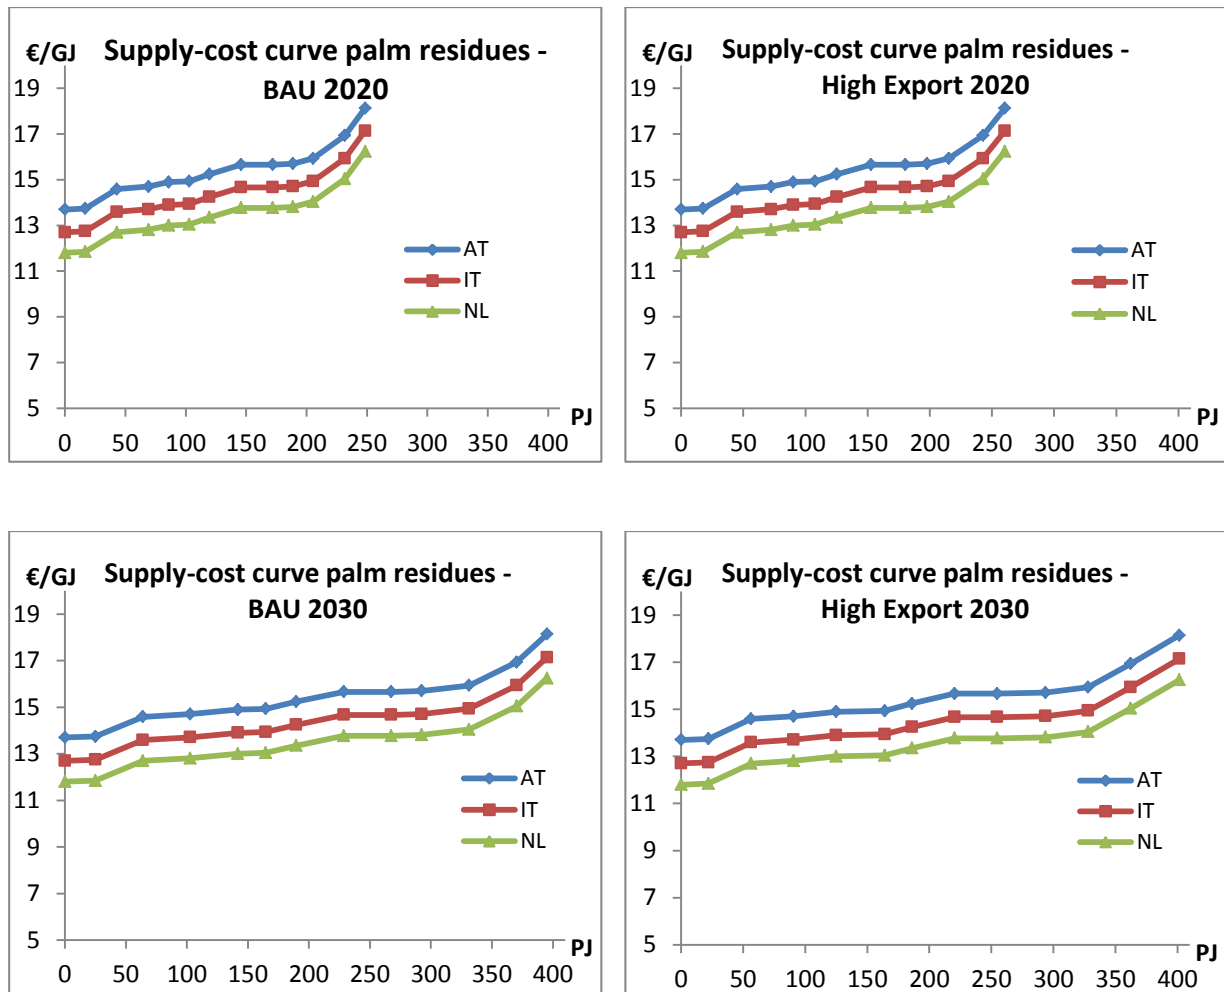 €/GJ
Supply-cost curve palm residues -
BAU 2020
19
17
15
13
11
9
7
5
0 50 100 150 200 250 300 350 400
PJ
AT
IT
NL
€/GJ
Supply-cost curve palm residues -
High Export 2020
19
17
15
13
11
9
7
5
0 50 100 150 200 250 300 350 400
PJ
AT
IT
NL
€/GJ
Supply-cost curve palm residues -
BAU 2030
19
17
15
13
11
9
7
5
0 50 100 150 200 250 300 350 400
PJ
AT
IT
NL
€/GJ
Supply-cost curve palm residues -
High Export 2030
19
17
15
13
11
9
7
5
0 50 100 150 200 250 300 350 400
PJ
AT
IT
NL